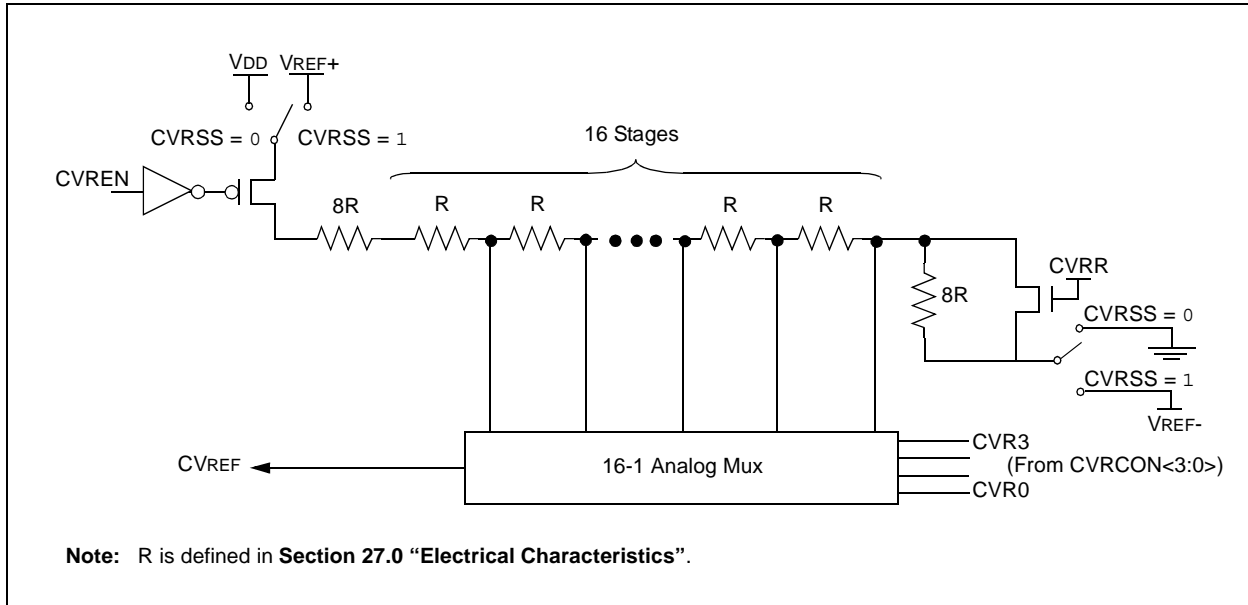 VDD VREF+
CVRSS = 0 CVRSS = 1
16 Stages
CVREN
8R R R R R
CVRR
8R
CVRSS = 0
CVRSS = 1
VREF-
CVREF
16-1 Analog Mux
CVR3
(From CVRCON<3:0>)
CVR0
Note: R is defined in Section 27.0 “Electrical Characteristics”.